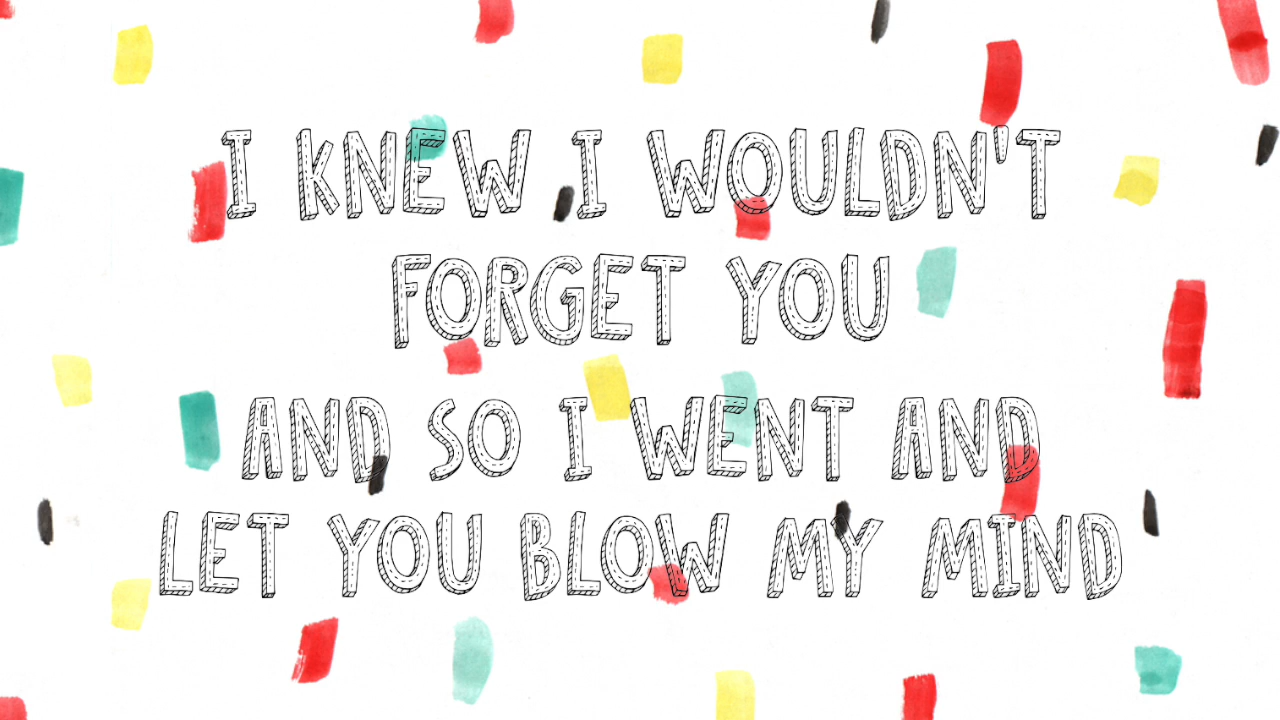 I KNEW I WOULDN'T
FORGET YOU
AND SO I WENT AND
LET YOU BLOW MY MIND